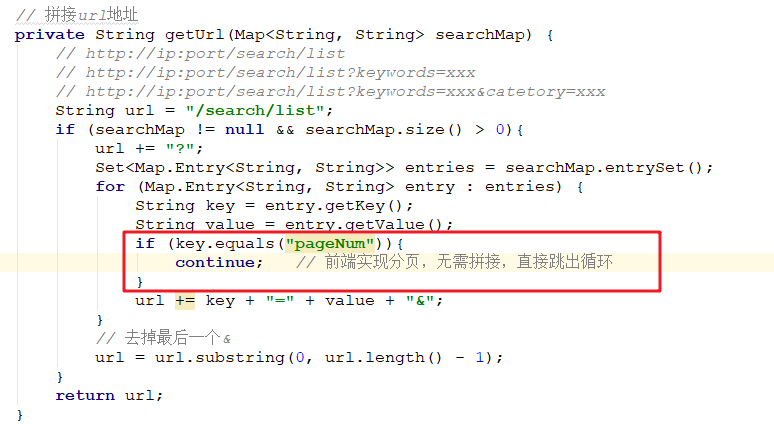 // 拼接url地址
private String getUrl(Map<String, String> searchMap) {
    // http://ip:port/search/list
    // http://ip:port/search/list?keywords=xxx
    // http://ip:port/search/list?keywords=xxx&catetory=xxx
    String url = "/search/list";
    if (searchMap != null && searchMap.size() > 0){
        url += "?";
        Set<Map.Entry<String, String>> entries = searchMap.entrySet();
        for (Map.Entry<String, String> entry : entries) {
            String key = entry.getKey();
            String value = entry.getValue();
            if (key.equals("pageNum")){
                continue;   // 前端实现分页，无需拼接，直接跳出循环
            }
            url += key + "=" + value + "&";
        }
        // 去掉最后一个&
        url = url.substring(0, url.length() - 1);
    }
    return url;
}